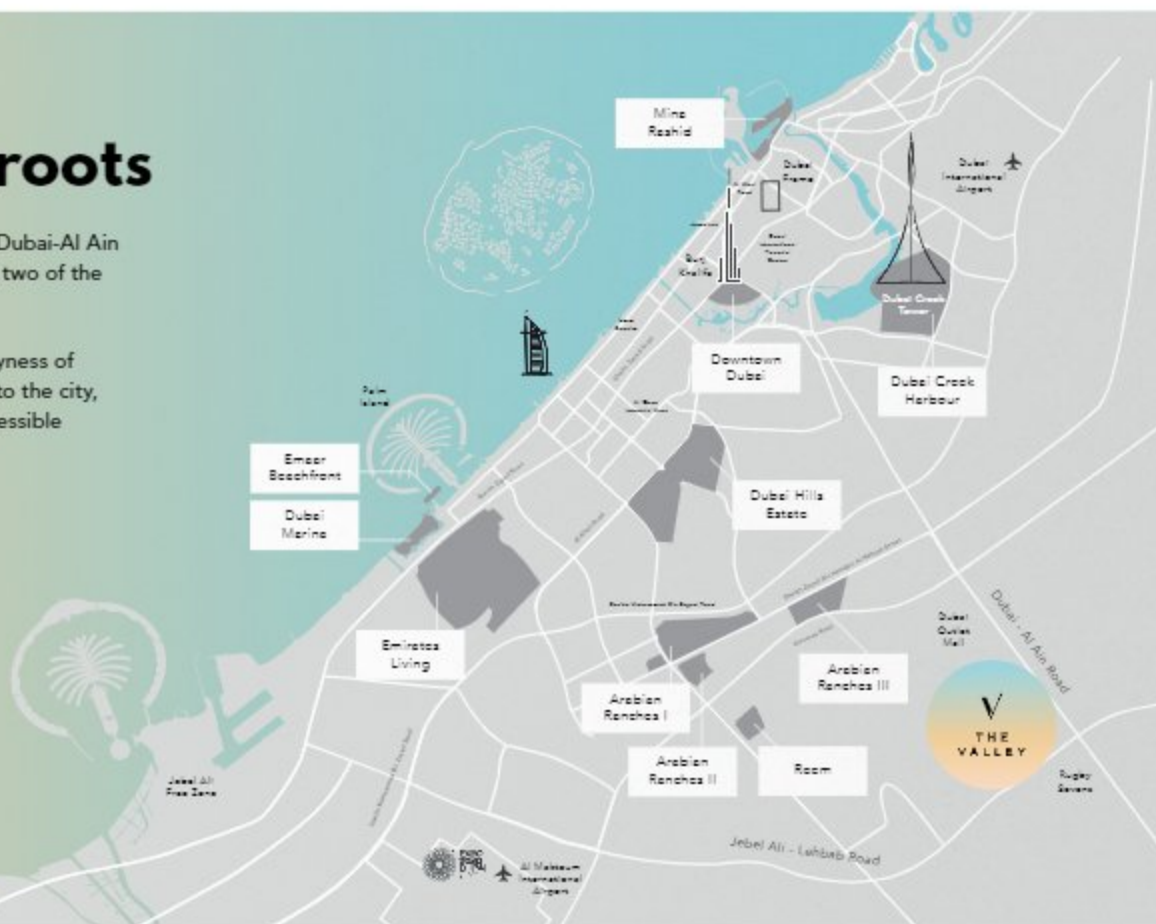 roots
Dubai-Al Ain
two of the
yness of
to the city,
essible
Mina
Rashid
Dubai
Frame
Dubai
International
Airport
Burj
Khalifa
Dubai Creek
Tower
Downtown
Dubai
Dubai Creek
Harbour
Palm
Island
Emaar
Beachfront
Dubai
Marina
Dubai Hills
Estate
Emirates
Living
Dubai
Outlet
Mall
Dubai - Al Ain Road
Arabian
Ranches III
Arabian
Ranches I
Arabian
Ranches II
Reem
V
THE
VALLEY
Rugby
Sevens
Jebel Ali
Free Zone
Jebel Ali - Lahbab Road
EXPO
Al Maktoum
International
Airport